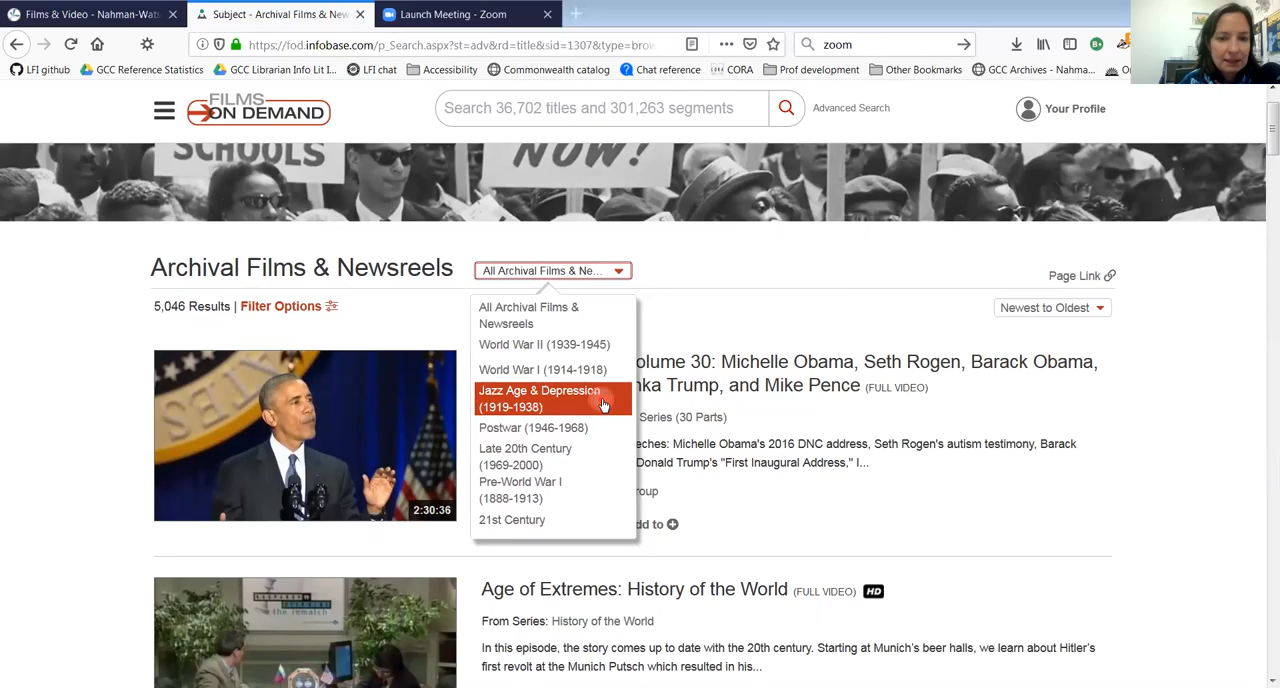 Films & Video - Nahman-Wats
Subject - Archival Films & News
Launch Meeting - Zoom
https://fod.infobase.com/p_Search.aspx?st=adv&rd=title&sid=1307&type=brow
zoom
LFI github
GCC Reference Statistics
GCC Librarian Info Lit I...
LFI chat
Accessibility
Commonwealth catalog
Chat reference
CORA
Prof development
Other Bookmarks
GCC Archives - Nahma...
FILMS
ON DEMAND
Search 36,702 titles and 301,263 segments
Advanced Search
Your Profile
SCHOOLS
NOW!
Archival Films & Newsreels
All Archival Films & Ne...
Page Link
5,046 Results | Filter Options
Newest to Oldest
All Archival Films &
Newsreels
World War II (1939-1945)
World War I (1914-1918)
Jazz Age & Depression
(1919-1938)
Postwar (1946-1968)
Late 20th Century
(1969-2000)
Pre-World War I
(1888-1913)
21st Century
olume 30: Michelle Obama, Seth Rogen, Barack Obama,
nka Trump, and Mike Pence (FULL VIDEO)
Series (30 Parts)
eches: Michelle Obama's 2016 DNC address, Seth Rogen's autism testimony, Barack
Donald Trump's "First Inaugural Address," I...
roup
dd to
2:30:36
Age of Extremes: History of the World (FULL VIDEO) HD
From Series: History of the World
In this episode, the story comes up to date with the 20th century. Starting at Munich's beer halls, we learn about Hitler's
first revolt at the Munich Putsch which resulted in his...
the rematch